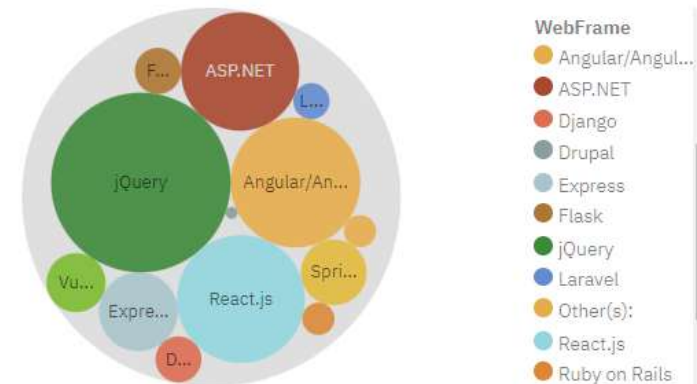 F...
ASP.NET
L...
jQuery
Angular/An...
Spri...
Vu...
Expre...
React.js
D...
WebFrame
Angular/Angul...
ASP.NET
Django
Drupal
Express
Flask
jQuery
Laravel
Other(s):
React.js
Ruby on Rails